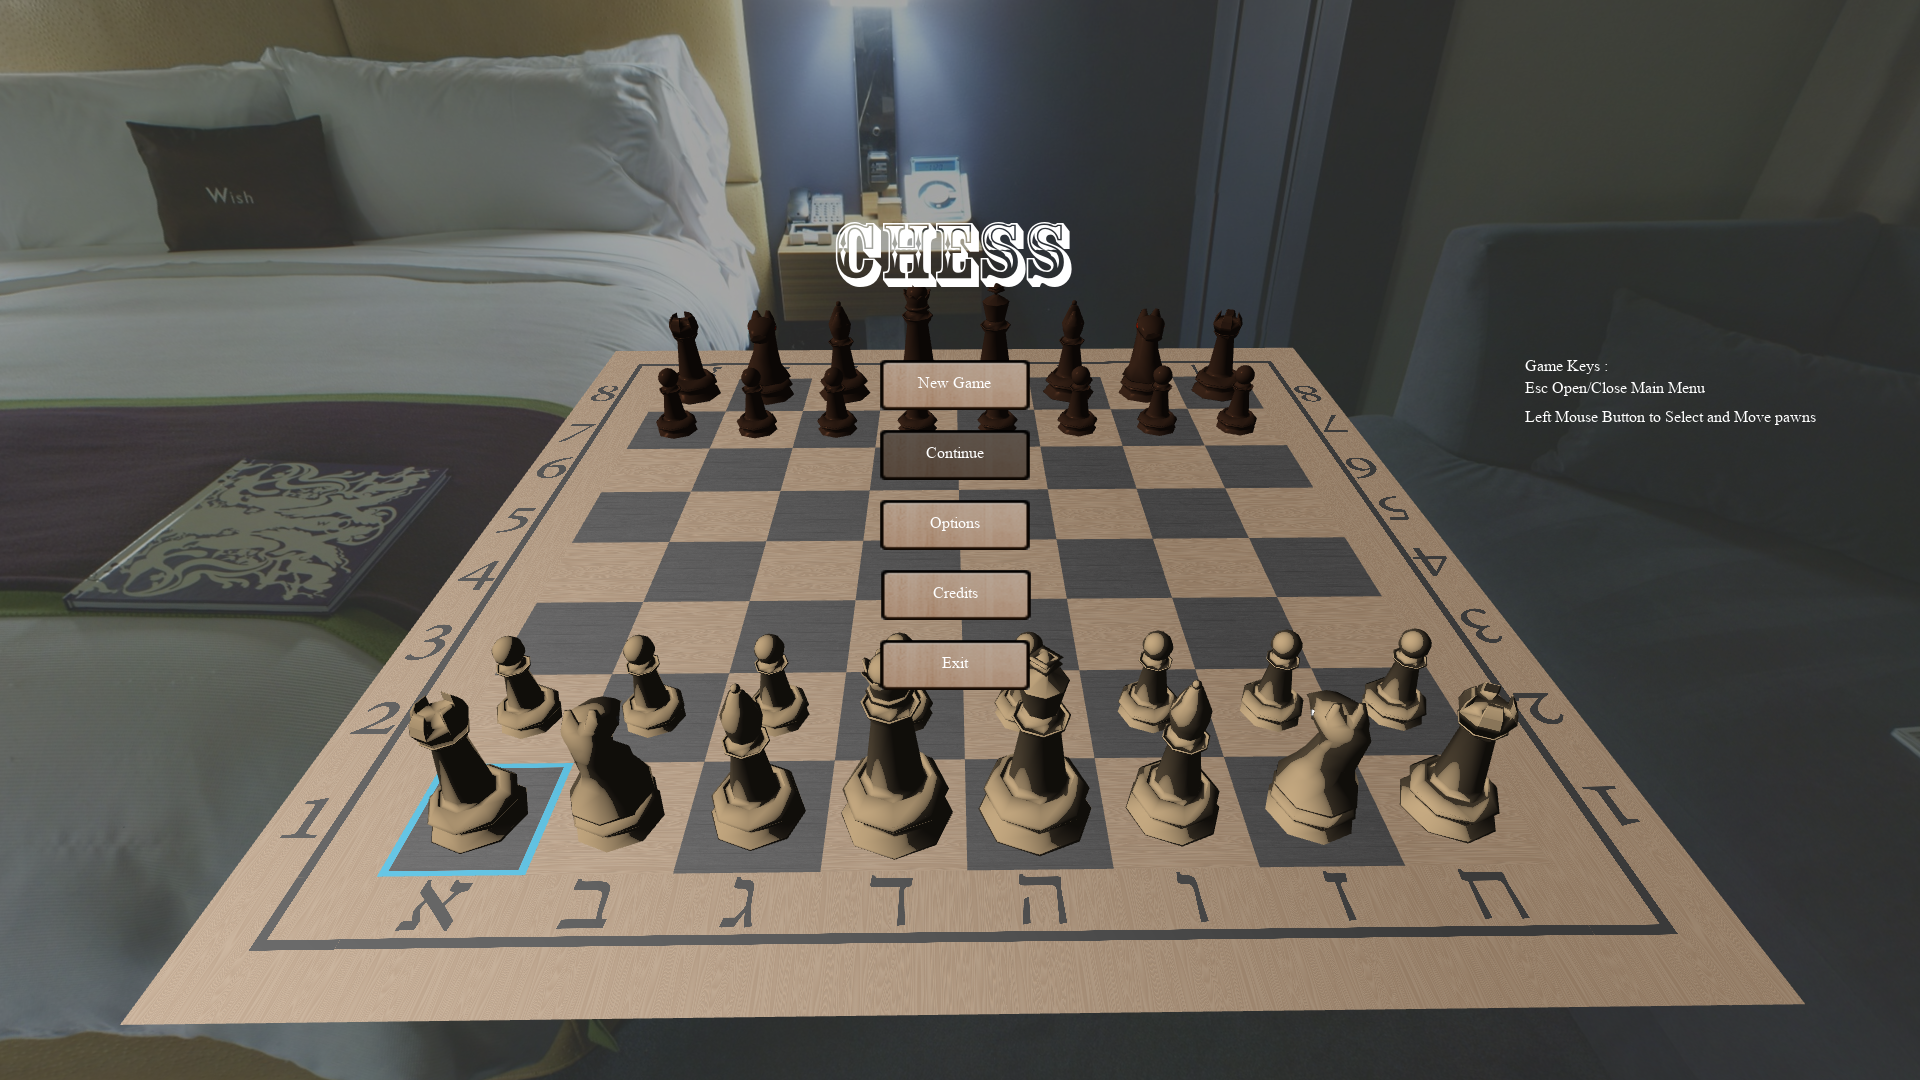 Wish
CHESS
New Game
Continue
Options
Credits
Exit
Game Keys :
Esc Open/Close Main Menu
Left Mouse Button to Select and Move pawns
8 8
7 7
6 6
5 5
4 4
3 3
2 2
1 1
א ב ג ד ה ו ז ח